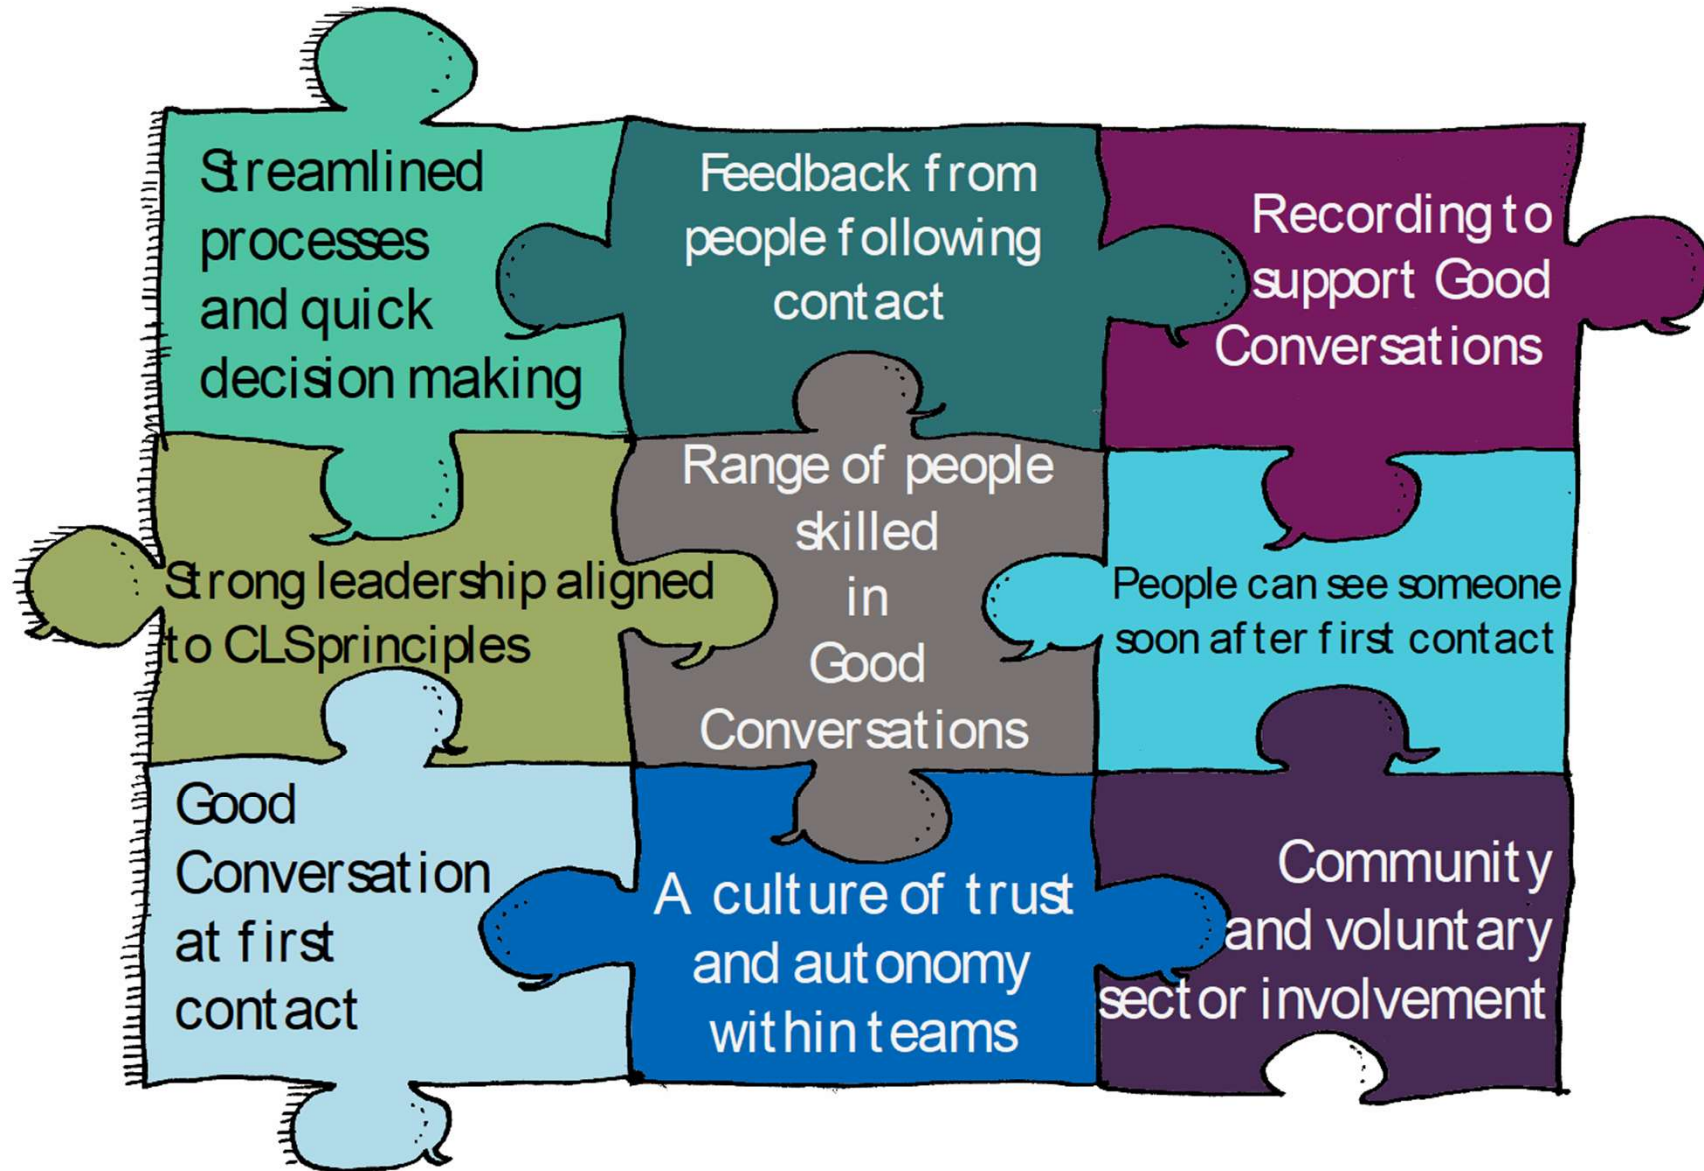 Streamlined
processes
and quick
decision making
Feedback from
people following
contact
Recording to
support Good
Conversations
Strong leadership aligned
to CLS principles
Range of people
skilled
in
Good
Conversations
People can see someone
soon after first contact
Good
Conversation
at first
contact
A culture of trust
and autonomy
within teams
Community
and voluntary
sector involvement